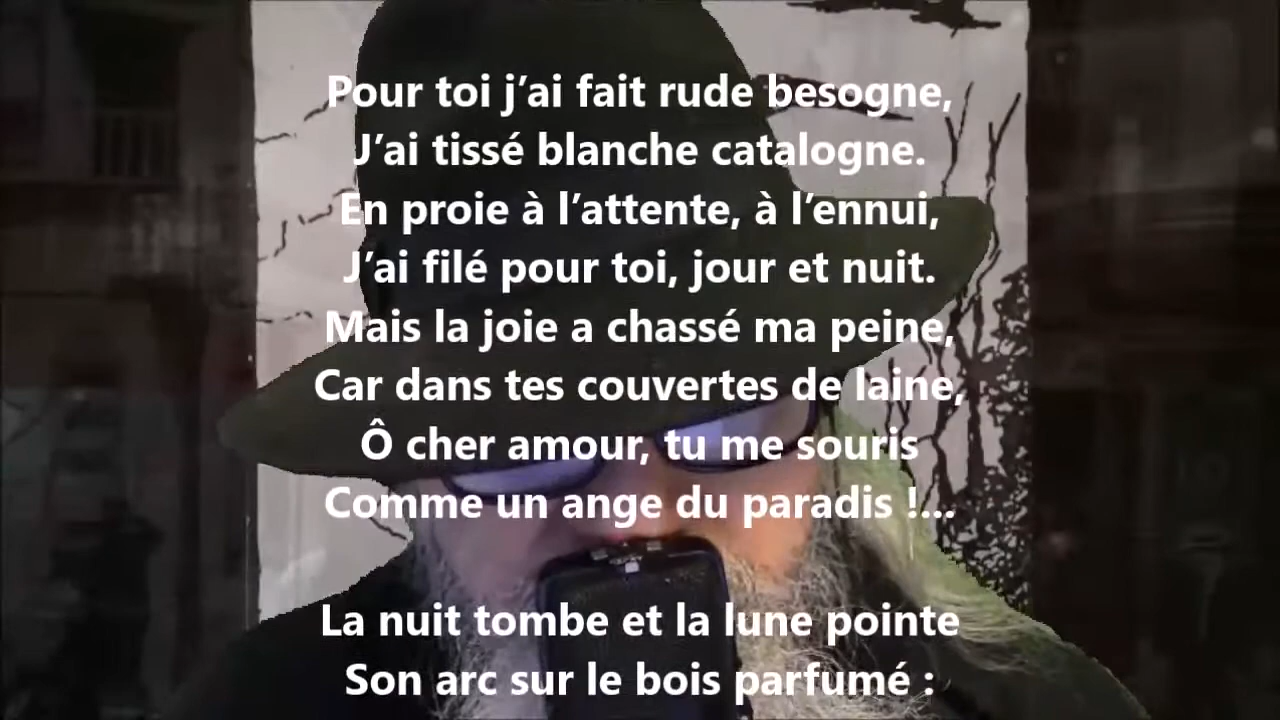 Pour toi j’ai fait rude besogne,
J’ai tissé blanche catalogne.
En proie à l’attente, à l’ennui,
J’ai filé pour toi, jour et nuit.
Mais la joie a chassé ma peine,
Car dans tes couvertes de laine,
Ô cher amour, tu me souris
Comme un ange du paradis !...
La nuit tombe et la lune pointe
Son arc sur le bois parfumé :